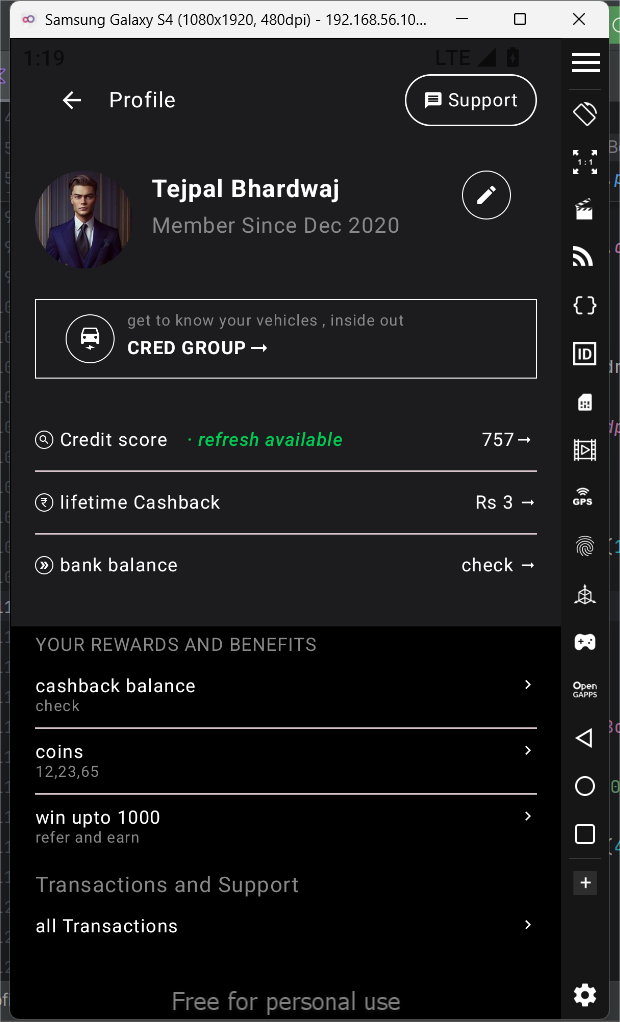 Samsung Galaxy S4 (1080x1920, 480dpi) - 192.168.56.10...
1:19 LTE
Profile
Support
Tejpal Bhardwaj
Member Since Dec 2020
get to know your vehicles , inside out
CRED GROUP →
Credit score · refresh available 757→
lifetime Cashback Rs 3 →
bank balance check →
YOUR REWARDS AND BENEFITS
cashback balance
check
coins
12,23,65
win upto 1000
refer and earn
Transactions and Support
all Transactions
Free for personal use
1:1
ID
GPS
Open
GAPPS